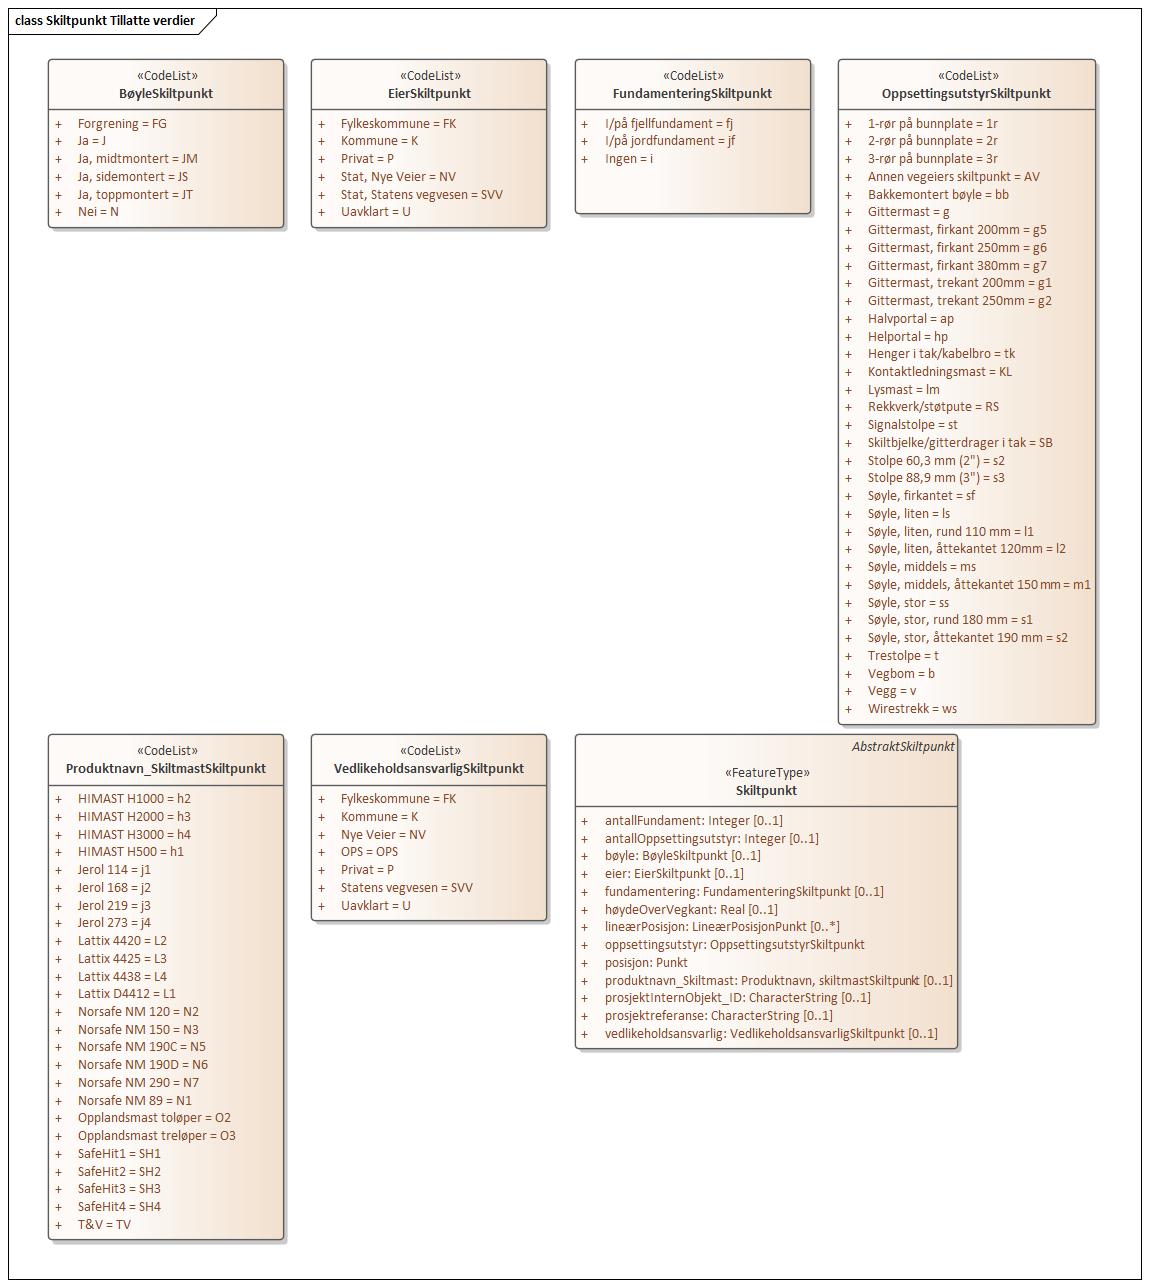 class Skiltpunkt Tillatte verdier
«CodeList»
BøyleSkiltpunkt
+ Forgrening = FG
+ Ja = J
+ Ja, midtmontert = JM
+ Ja, sidemontert = JS
+ Ja, toppmontert = JT
+ Nei = N
«CodeList»
EierSkiltpunkt
+ Fylkeskommune = FK
+ Kommune = K
+ Privat = P
+ Stat, Nye Veier = NV
+ Stat, Statens vegvesen = SVV
+ Uavklart = U
«CodeList»
FundamenteringSkiltpunkt
+ I/på fjellfundament = fj
+ I/på jordfundament = jf
+ Ingen = i
«CodeList»
OppsettingsutstyrSkiltpunkt
+ 1-rør på bunnplate = 1r
+ 2-rør på bunnplate = 2r
+ 3-rør på bunnplate = 3r
+ Annen vegeiers skiltpunkt = AV
+ Bakkemontert bøyle = bb
+ Gittermast = g
+ Gittermast, firkant 200mm = g5
+ Gittermast, firkant 250mm = g6
+ Gittermast, firkant 380mm = g7
+ Gittermast, trekant 200mm = g1
+ Gittermast, trekant 250mm = g2
+ Halvportal = ap
+ Helportal = hp
+ Henger i tak/kabelbro = tk
+ Kontaktledningsmast = KL
+ Lysmast = lm
+ Rekkverk/støtpute = RS
+ Signalstolpe = st
+ Skiltbjelke/gitterdrager i tak = SB
+ Stolpe 60,3 mm (2") = s2
+ Stolpe 88,9 mm (3") = s3
+ Søyle, firkantet = sf
+ Søyle, liten = ls
+ Søyle, liten, rund 110 mm = l1
+ Søyle, liten, åttekantet 120mm = l2
+ Søyle, middels = ms
+ Søyle, middels, åttekantet 150 mm = m1
+ Søyle, stor = ss
+ Søyle, stor, rund 180 mm = s1
+ Søyle, stor, åttekantet 190 mm = s2
+ Trestolpe = t
+ Vegbom = b
+ Vegg = v
+ Wirestrekk = ws
«CodeList»
Produktnavn_SkiltmastSkiltpunkt
+ HIMAST H1000 = h2
+ HIMAST H2000 = h3
+ HIMAST H3000 = h4
+ HIMAST H500 = h1
+ Jerol 114 = j1
+ Jerol 168 = j2
+ Jerol 219 = j3
+ Jerol 273 = j4
+ Lattix 4420 = L2
+ Lattix 4425 = L3
+ Lattix 4438 = L4
+ Lattix D4412 = L1
+ Norsafe NM 120 = N2
+ Norsafe NM 150 = N3
+ Norsafe NM 190C = N5
+ Norsafe NM 190D = N6
+ Norsafe NM 290 = N7
+ Norsafe NM 89 = N1
+ Opplandsmast toløper = O2
+ Opplandsmast treløper = O3
+ SafeHit1 = SH1
+ SafeHit2 = SH2
+ SafeHit3 = SH3
+ SafeHit4 = SH4
+ T&V = TV
«CodeList»
VedlikeholdsansvarligSkiltpunkt
+ Fylkeskommune = FK
+ Kommune = K
+ Nye Veier = NV
+ OPS = OPS
+ Privat = P
+ Statens vegvesen = SVV
+ Uavklart = U
AbstraktSkiltpunkt
«FeatureType»
Skiltpunkt
+ antallFundament: Integer [0..1]
+ antallOppsettingsutstyr: Integer [0..1]
+ bøyle: BøyleSkiltpunkt [0..1]
+ eier: EierSkiltpunkt [0..1]
+ fundamentering: FundamenteringSkiltpunkt [0..1]
+ høydeOverVegkant: Real [0..1]
+ lineærPosisjon: LineærPosisjonPunkt [0..*]
+ oppsettingsutstyr: OppsettingsutstyrSkiltpunkt
+ posisjon: Punkt
+ produktnavn_Skiltmast: Produktnavn, skiltmastSkiltpunkt [0..1]
+ prosjektInternObjekt_ID: CharacterString [0..1]
+ prosjektreferanse: CharacterString [0..1]
+ vedlikeholdsansvarlig: VedlikeholdsansvarligSkiltpunkt [0..1]